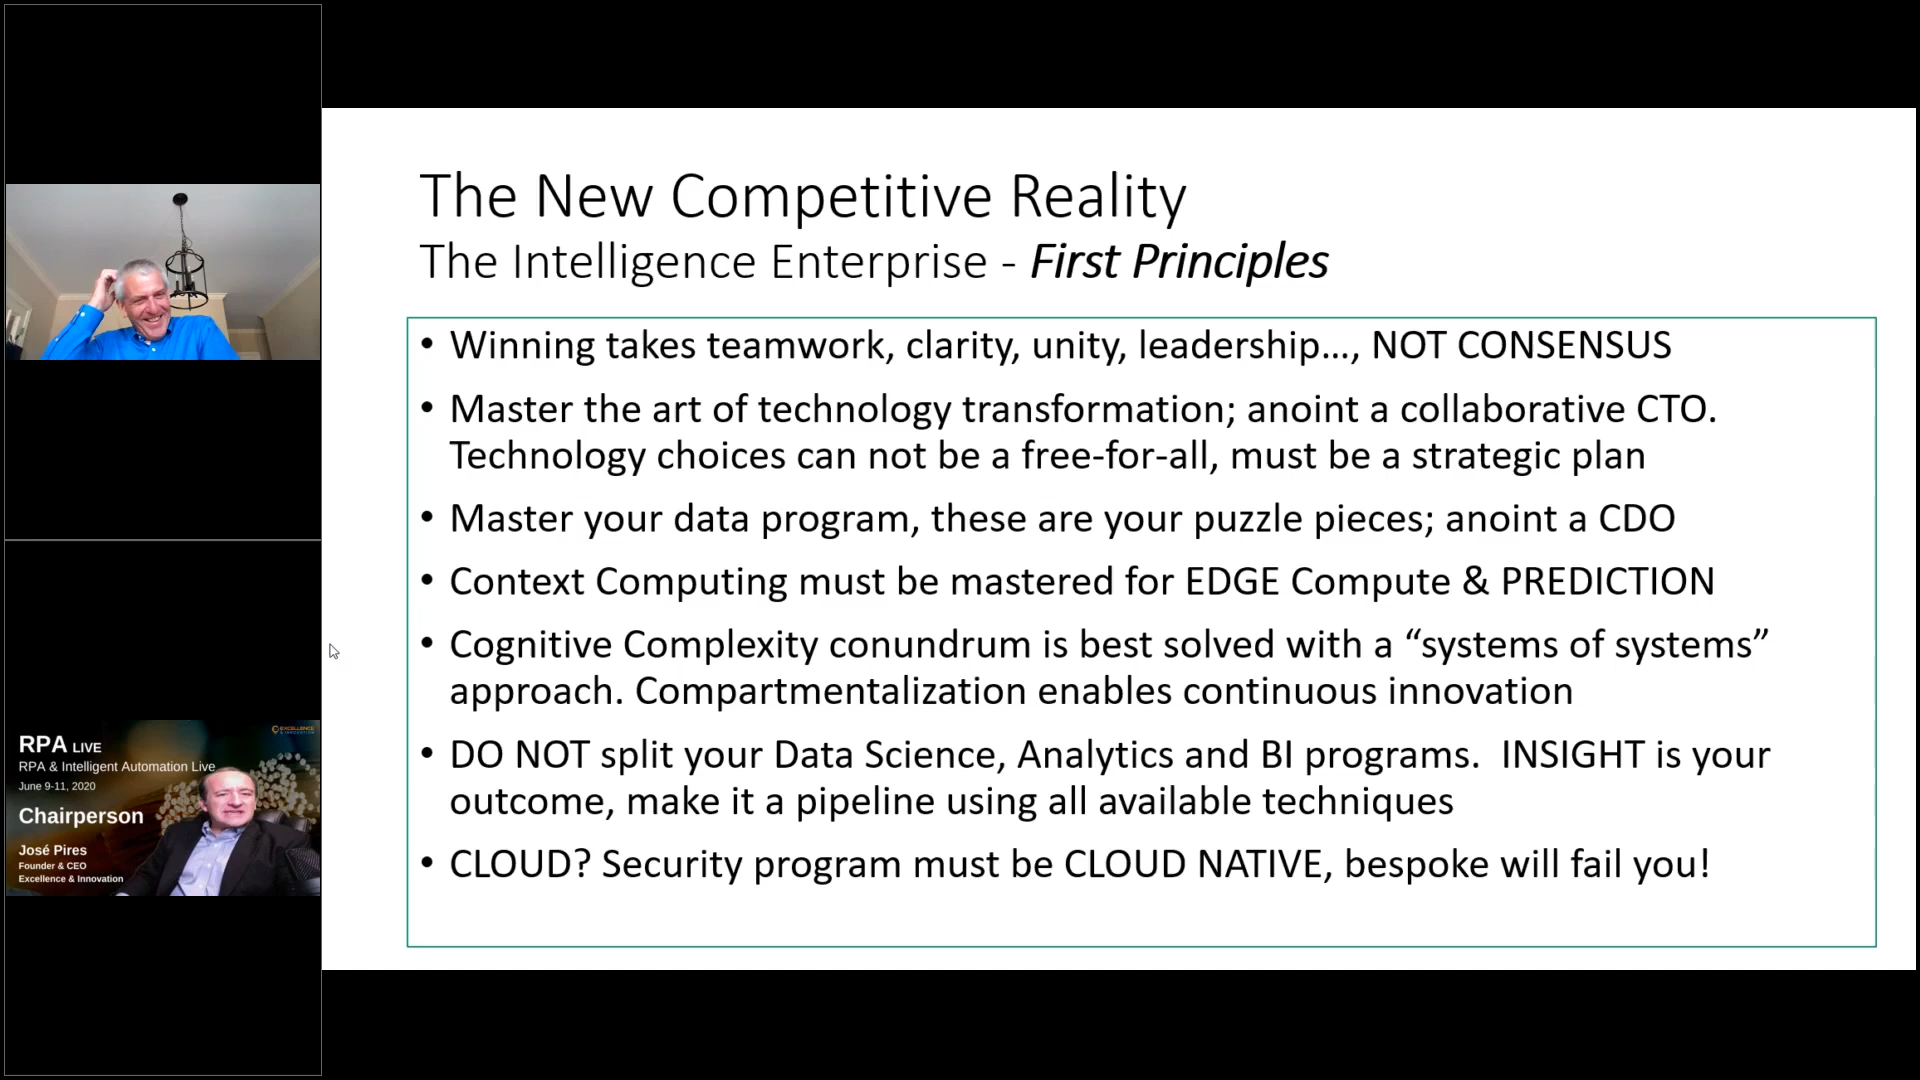 The New Competitive Reality
The Intelligence Enterprise - First Principles
• Winning takes teamwork, clarity, unity, leadership…, NOT CONSENSUS
• Master the art of technology transformation; anoint a collaborative CTO.
Technology choices can not be a free-for-all, must be a strategic plan
• Master your data program, these are your puzzle pieces; anoint a CDO
• Context Computing must be mastered for EDGE Compute & PREDICTION
• Cognitive Complexity conundrum is best solved with a “systems of systems”
approach. Compartmentalization enables continuous innovation
• DO NOT split your Data Science, Analytics and BI programs.  INSIGHT is your
outcome, make it a pipeline using all available techniques
• CLOUD? Security program must be CLOUD NATIVE, bespoke will fail you!
EXCELLENCE
& INNOVATION
RPA LIVE
RPA & Intelligent Automation Live
June 9-11, 2020
Chairperson
José Pires
Founder & CEO
Excellence & Innovation